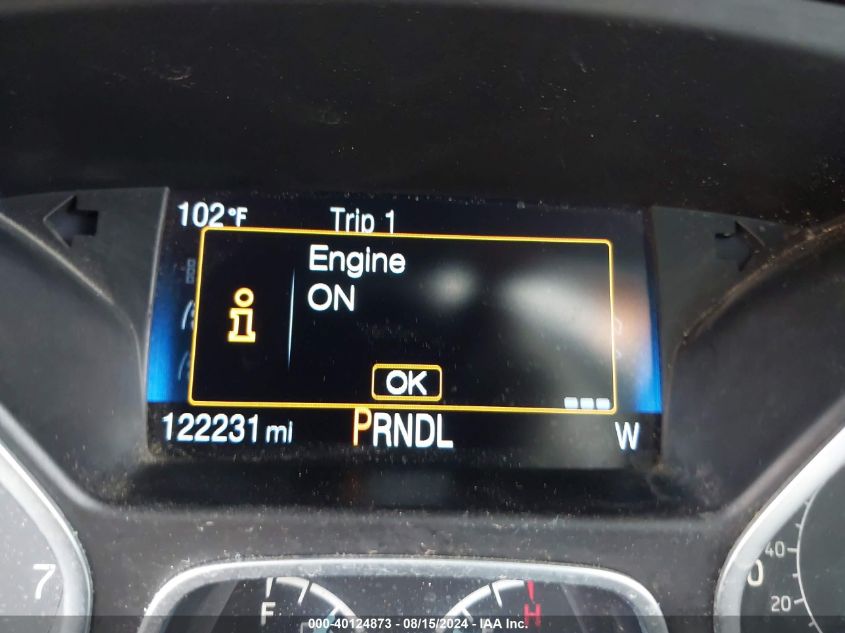 102°F Trip 1
Engine
ON
OK
122231 mi PRNDL W
7
F H
40
0
20
000-40124873 - 08/15/2024 - IAA Inc.